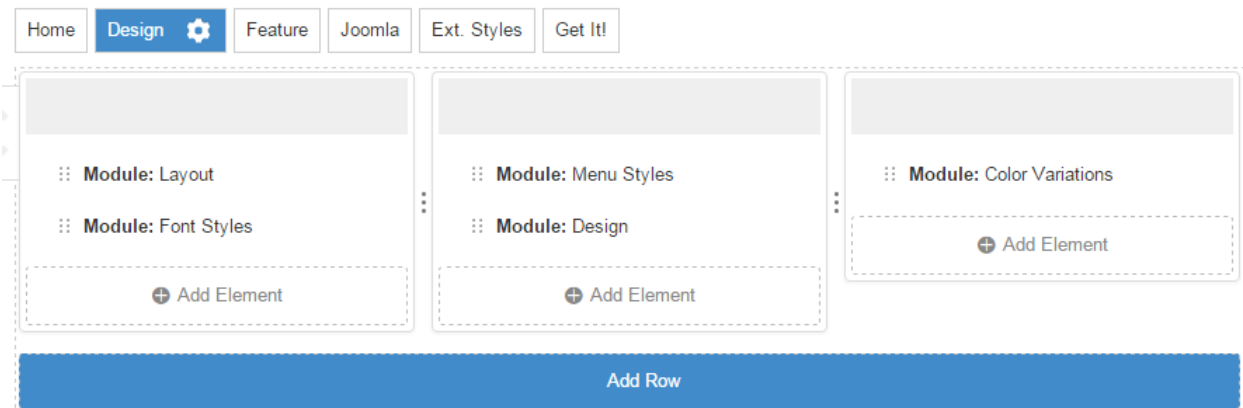 Home Design Feature Joomla Ext. Styles Get It!
Module: Layout
Module: Font Styles
Add Element
Module: Menu Styles
Module: Design
Add Element
Module: Color Variations
Add Element
Add Row